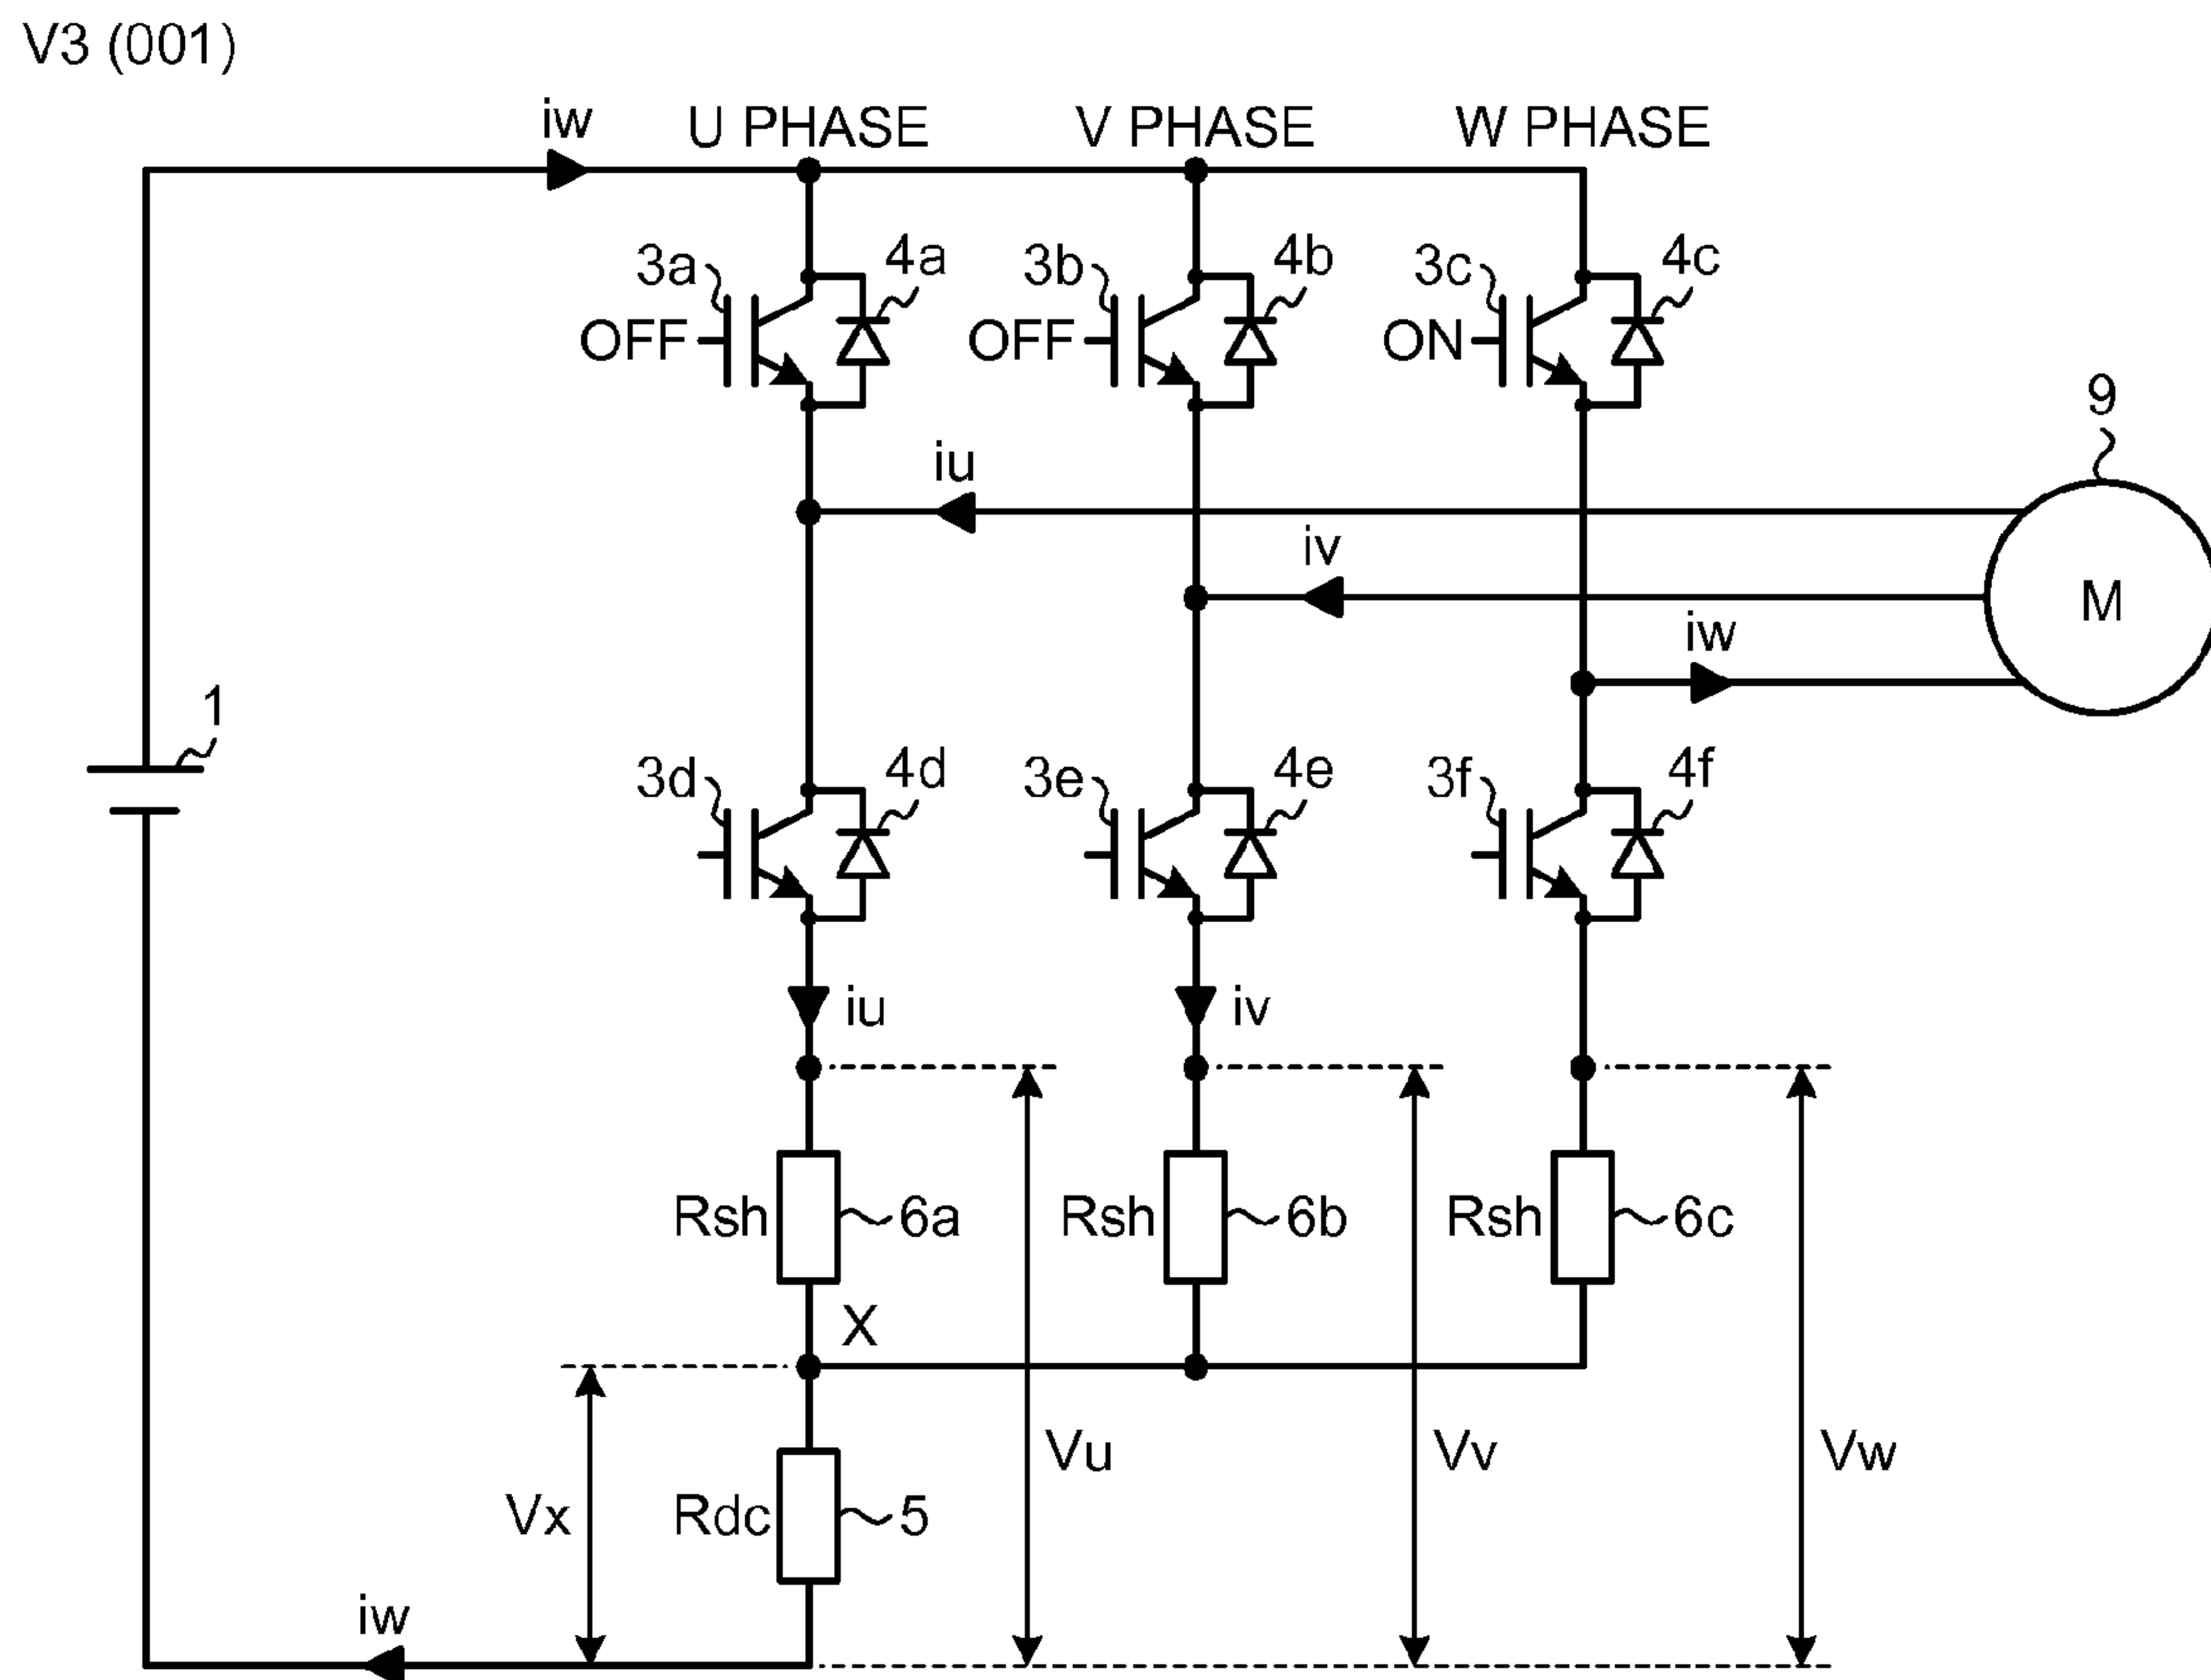 V3 (001)
iw
U PHASE
V PHASE
W PHASE
3a
4a
3b
4b
3c
4c
OFF
OFF
ON
9
iu
iv
M
iw
1
3d
4d
3e
4e
3f
4f
iu
iv
Rsh
6a
Rsh
6b
Rsh
6c
X
Vx
Rdc
5
Vu
Vv
Vw
iw